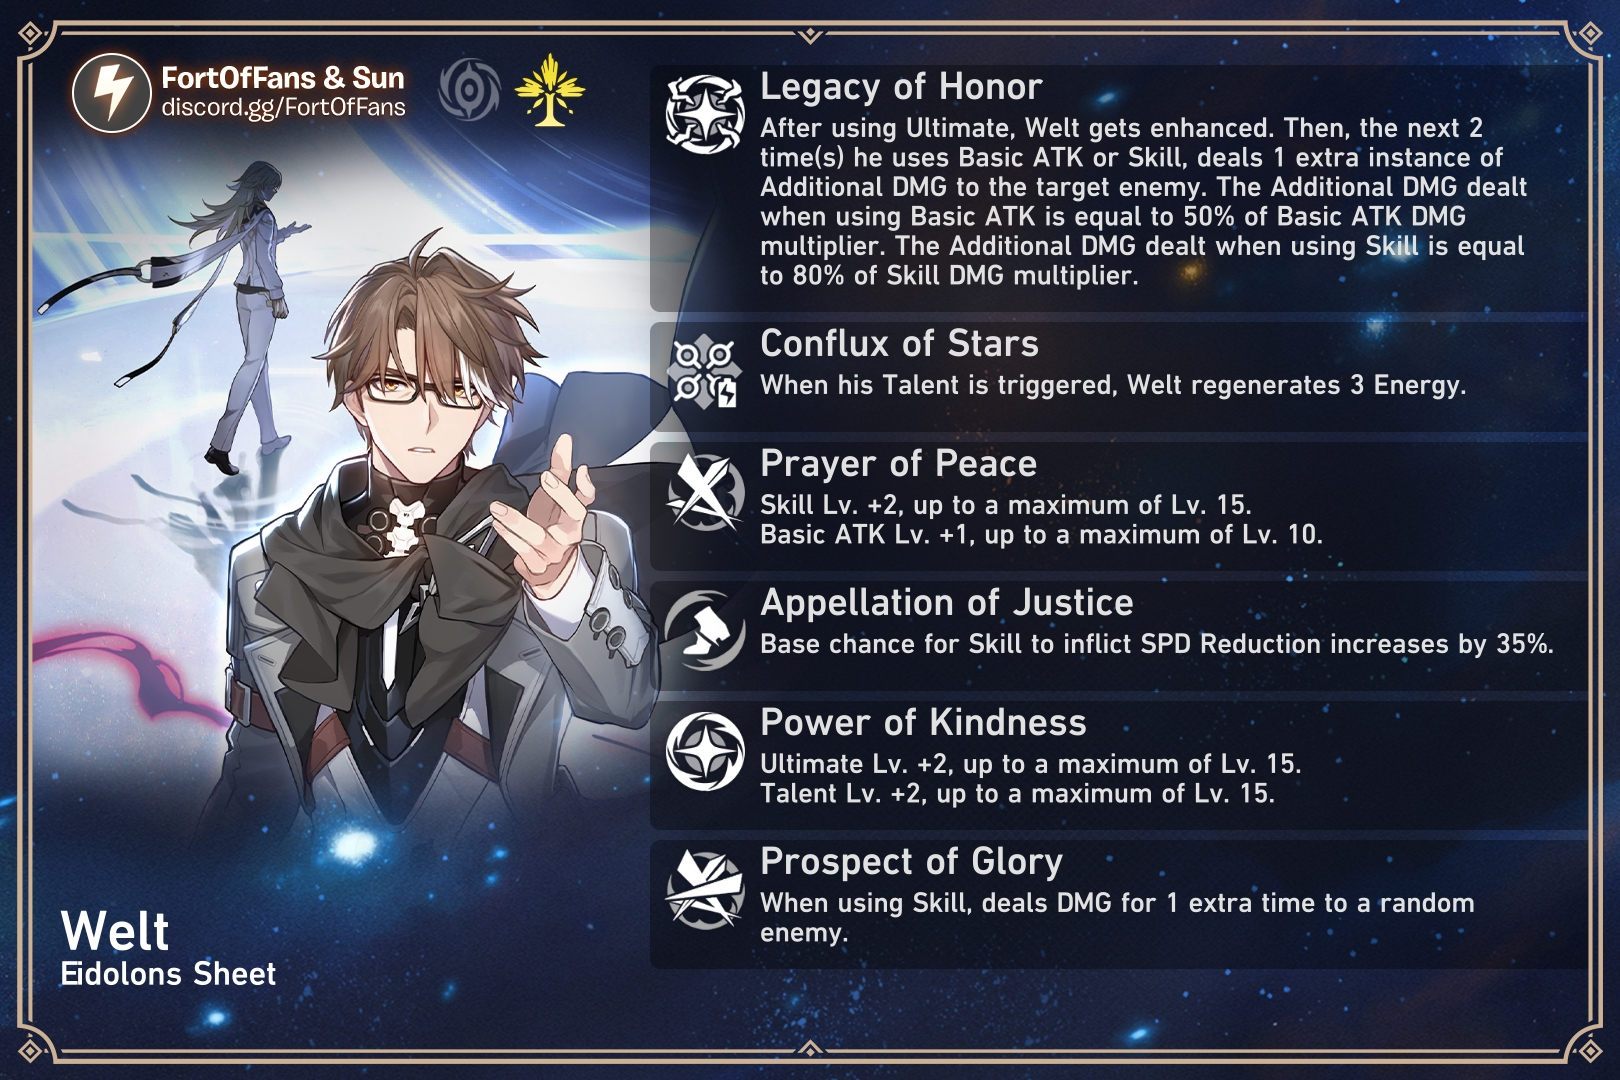 FortOfFans & Sun
discord.gg/FortOfFans
Legacy of Honor
After using Ultimate, Welt gets enhanced. Then, the next 2
time(s) he uses Basic ATK or Skill, deals 1 extra instance of
Additional DMG to the target enemy. The Additional DMG dealt
when using Basic ATK is equal to 50% of Basic ATK DMG
multiplier. The Additional DMG dealt when using Skill is equal
to 80% of Skill DMG multiplier.
Conflux of Stars
When his Talent is triggered, Welt regenerates 3 Energy.
Prayer of Peace
Skill Lv. +2, up to a maximum of Lv. 15.
Basic ATK Lv. +1, up to a maximum of Lv. 10.
Appellation of Justice
Base chance for Skill to inflict SPD Reduction increases by 35%.
Power of Kindness
Ultimate Lv. +2, up to a maximum of Lv. 15.
Talent Lv. +2, up to a maximum of Lv. 15.
Prospect of Glory
When using Skill, deals DMG for 1 extra time to a random
enemy.
Welt
Eidolons Sheet